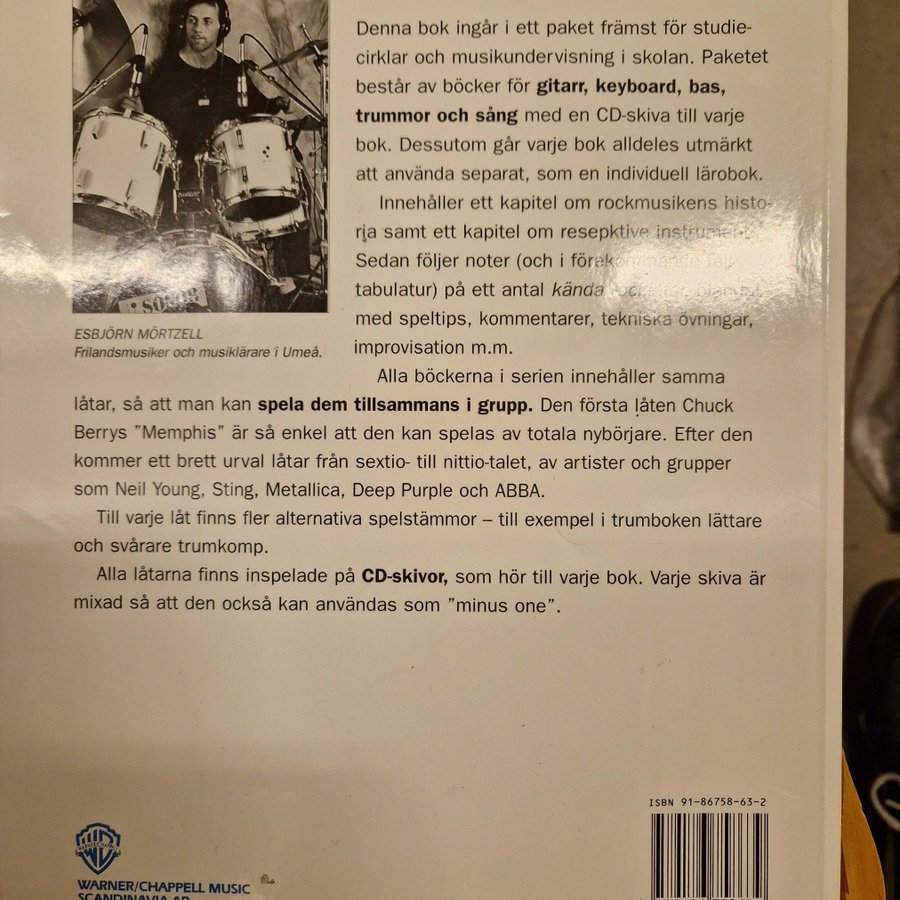 Denna bok ingår i ett paket främst för studie-
cirklar och musikundervisning i skolan. Paketet
består av böcker för gitarr, keyboard, bas,
trummor och sång med en CD-skiva till varje
bok. Dessutom går varje bok alldeles utmärkt
att använda separat, som en individuell lärobok.
Innehåller ett kapitel om rockmusikens histo-
rja samt ett kapitel om resepktive instrument.
Sedan följer noter (och i förekommande fall
tabulatur) på ett antal kända
med speltips, kommentarer, tekniska övningar,
improvisation m.m.
SONOR
ESBJÖRN MÖRTZELL
Frilandsmusiker och musiklärare i Umeå.
Alla böckerna i serien innehåller samma
låtar, så att man kan spela dem tillsammans i grupp. Den första låten Chuck
Berrys ”Memphis” är så enkel att den kan spelas av totala nybörjare. Efter den
kommer ett brett urval låtar från sextio- till nittio-talet, av artister och grupper
som Neil Young, Sting, Metallica, Deep Purple och ABBA.
Till varje låt finns fler alternativa spelstämmor – till exempel i trumboken lättare
och svårare trumkomp.
Alla låtarna finns inspelade på CD-skivor, som hör till varje bok. Varje skiva är
mixad så att den också kan användas som ”minus one”.
ISBN 91-86758-63-2
WARNER/CHAPPELL MUSIC
SCANDINAVIA AB